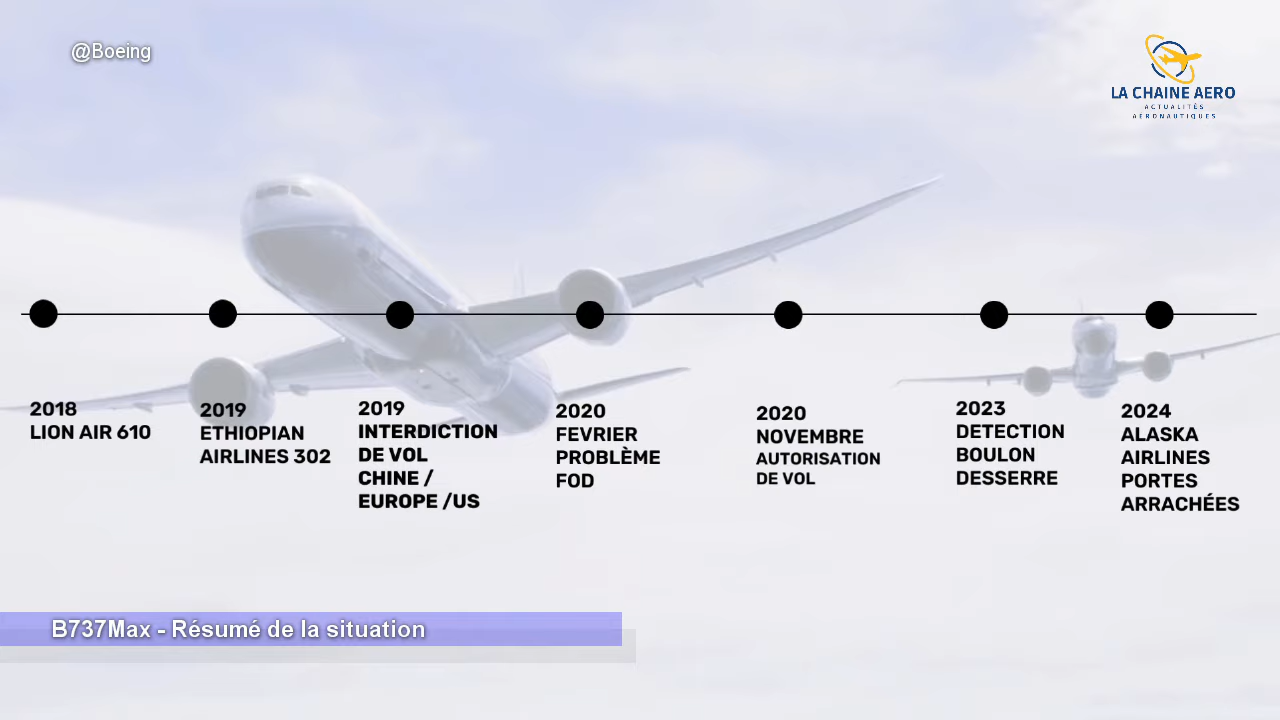 @Boeing
LA CHAINE AERO
ACTUALITÉS
AERONAUTIQUES
2018
LION AIR 610
2019
ETHIOPIAN
AIRLINES 302
2019
INTERDICTION
DE VOL
CHINE /
EUROPE /US
2020
FEVRIER
PROBLÈME
FOD
2020
NOVEMBRE
AUTORISATION
DE VOL
2023
DETECTION
BOULON
DESSERRE
2024
ALASKA
AIRLINES
PORTES
ARRACHÉES
B737Max - Résumé de la situation